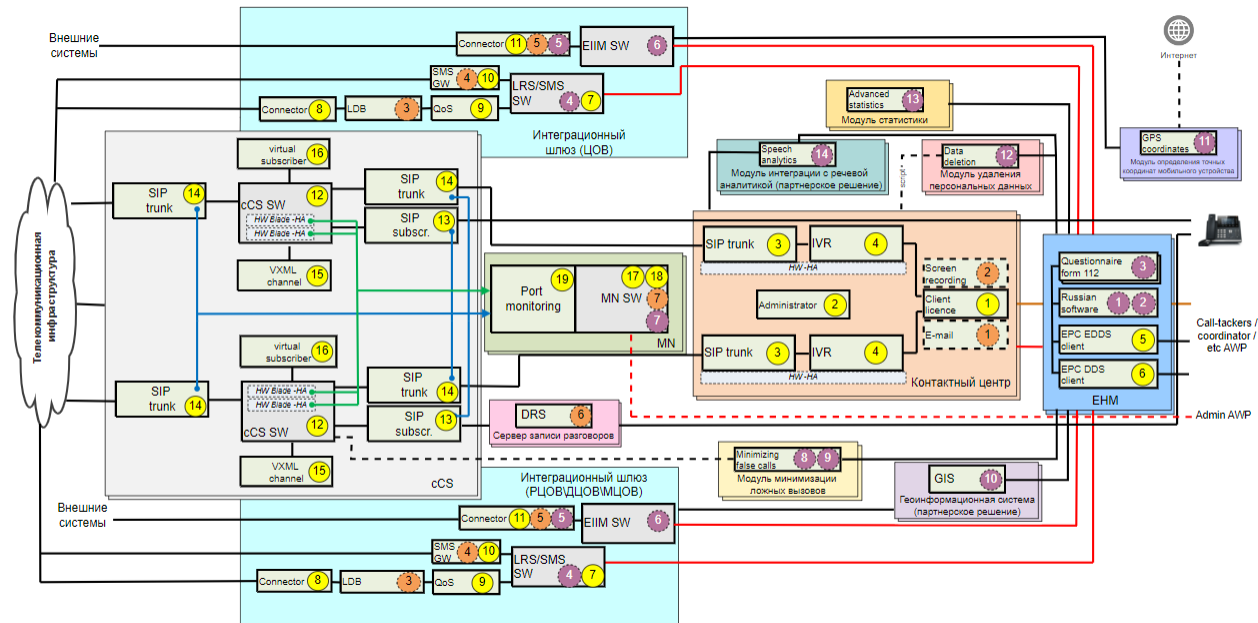 Внешние
системы
Connector 11 5 5
EIIM SW 6
SMS
GW 4 10
LRS/SMS
SW 4 7
Connector 8
LDB 3
QoS 9
Интеграционный
шлюз (ЦОВ)
Интернет
Advanced
statistics 13
Модуль статистики
GPS
coordinates 11
Модуль определения точных
координат мобильного устройства
Speech
analytics 14
Модуль интеграции с речевой
аналитикой (партнерское решение)
script
Data
deletion 12
Модуль удаления
персональных данных
Телекоммуникационная
инфраструктура
virtual
subscriber 16
SIP
trunk 14
cCS SW 12
HW Blade -HA
HW Blade -HA
SIP
trunk 14
SIP
subscr. 13
VXML
channel 15
virtual
subscriber 16
SIP
trunk 14
cCS SW 12
HW Blade -HA
HW Blade -HA
SIP
trunk 14
SIP
subscr. 13
VXML
channel 15
cCS
Port
monitoring 19
MN SW 17 18
7
7
MN
DRS 6
Сервер записи разговоров
SIP trunk 3
IVR 4
HW -HA
Screen
recording 2
Administrator 2
Client
licence 1
E-mail 1
SIP trunk 3
IVR 4
HW -HA
Контактный центр
Questionnaire
form 112 3
Russian
software 1 2
EPC EDDS
client 5
EPC DDS
client 6
EHM
Call-tackers /
coordinator /
etc AWP
Admin AWP
Minimizing
false calls 8 9
Модуль минимизации
ложных вызовов
GIS 10
Геоинформационная система
(партнерское решение)
Интеграционный шлюз
(РЦОВ\ДЦОВ\МЦОВ)
Внешние
системы
Connector 11 5 5
EIIM SW 6
SMS
GW 4 10
LRS/SMS
SW 4 7
Connector 8
LDB 3
QoS 9